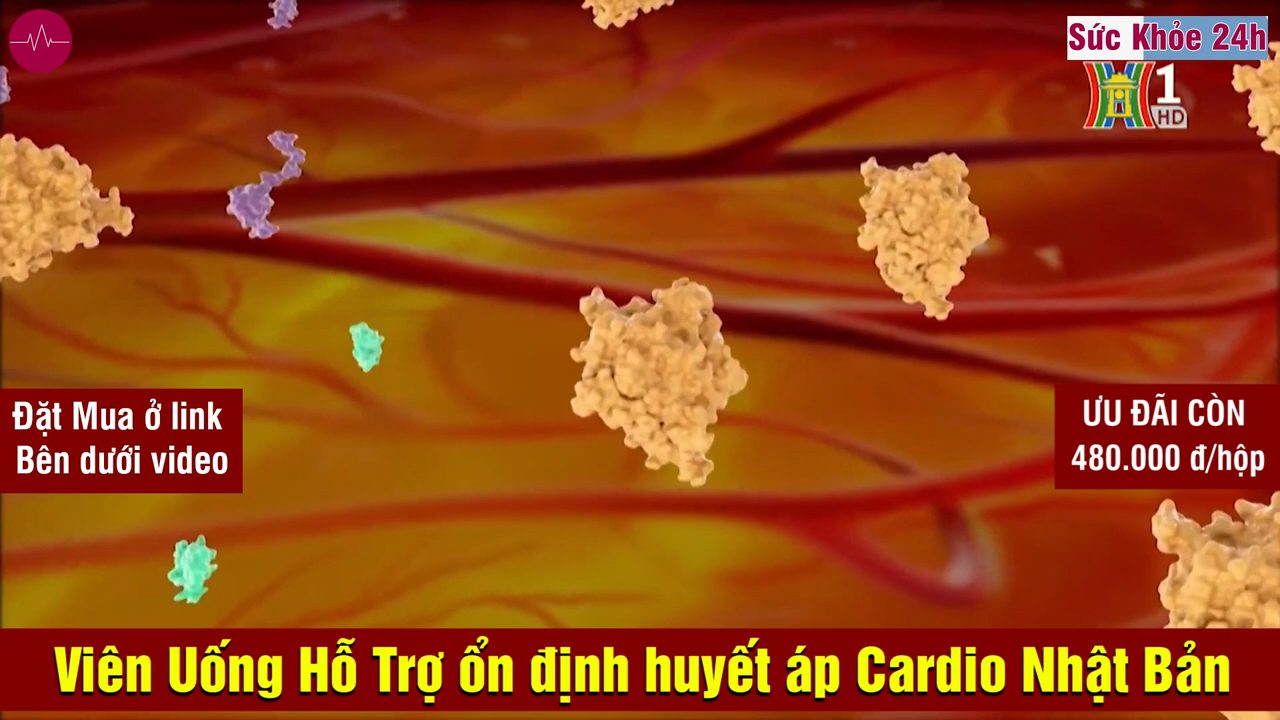 Sức Khỏe 24h
1
HD
Đặt Mua ở link
Bên dưới video
ƯU ĐÃI CÒN
480.000 đ/hộp
Viên Uống Hỗ Trợ ổn định huyết áp Cardio Nhật Bản